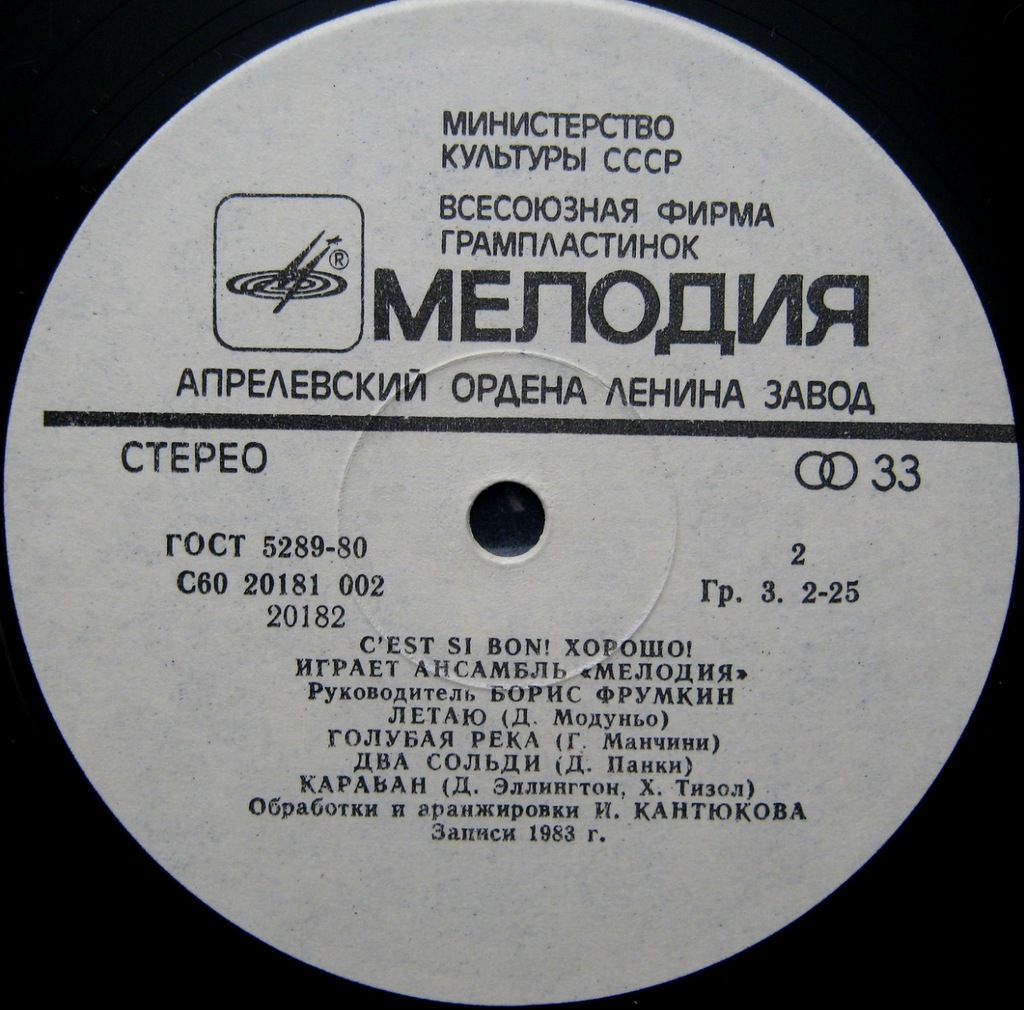 МИНИСТЕРСТВО
КУЛЬТУРЫ СССР
ВСЕСОЮЗНАЯ ФИРМА
ГРАМПЛАСТИНОК
®
МЕЛОДИЯ
АПРЕЛЕВСКИЙ ОРДЕНА ЛЕНИНА ЗАВОД
СТЕРЕО
33
ГОСТ 5289-80
С60 20181 002
20182
2
Гр. 3. 2-25
C'EST SI BON! ХОРОШО!
ИГРАЕТ АНСАМБЛЬ «МЕЛОДИЯ»
Руководитель БОРИС ФРУМКИН
ЛЕТАЮ (Д. Модуньо)
ГОЛУБАЯ РЕКА (Г. Манчини)
ДВА СОЛЬДИ (Д. Панки)
КАРАВАН (Д. Эллингтон, Х. Тизол)
Обработки и аранжировки И. КАНТЮКОВА
Записи 1983 г.